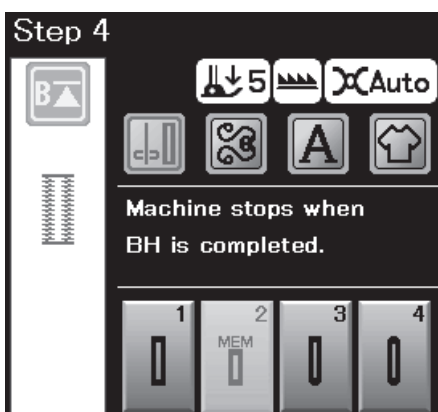 Step 4
B
5 Auto
A
Machine stops when
BH is completed.
1 2 3 4
MEM